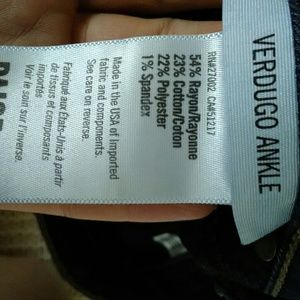 VERDUGO ANKLE
RN#27002 CA#51217
54% Rayon/Rayonne
23% Cotton/Coton
22% Polyester
1% Spandex
Made in the USA of imported
fabric and components.
See care on reverse.
Fabriqué aux États-Unis à partir
de tissus et composants
importés
Voir le soin sur l'inverse.
PAIGE